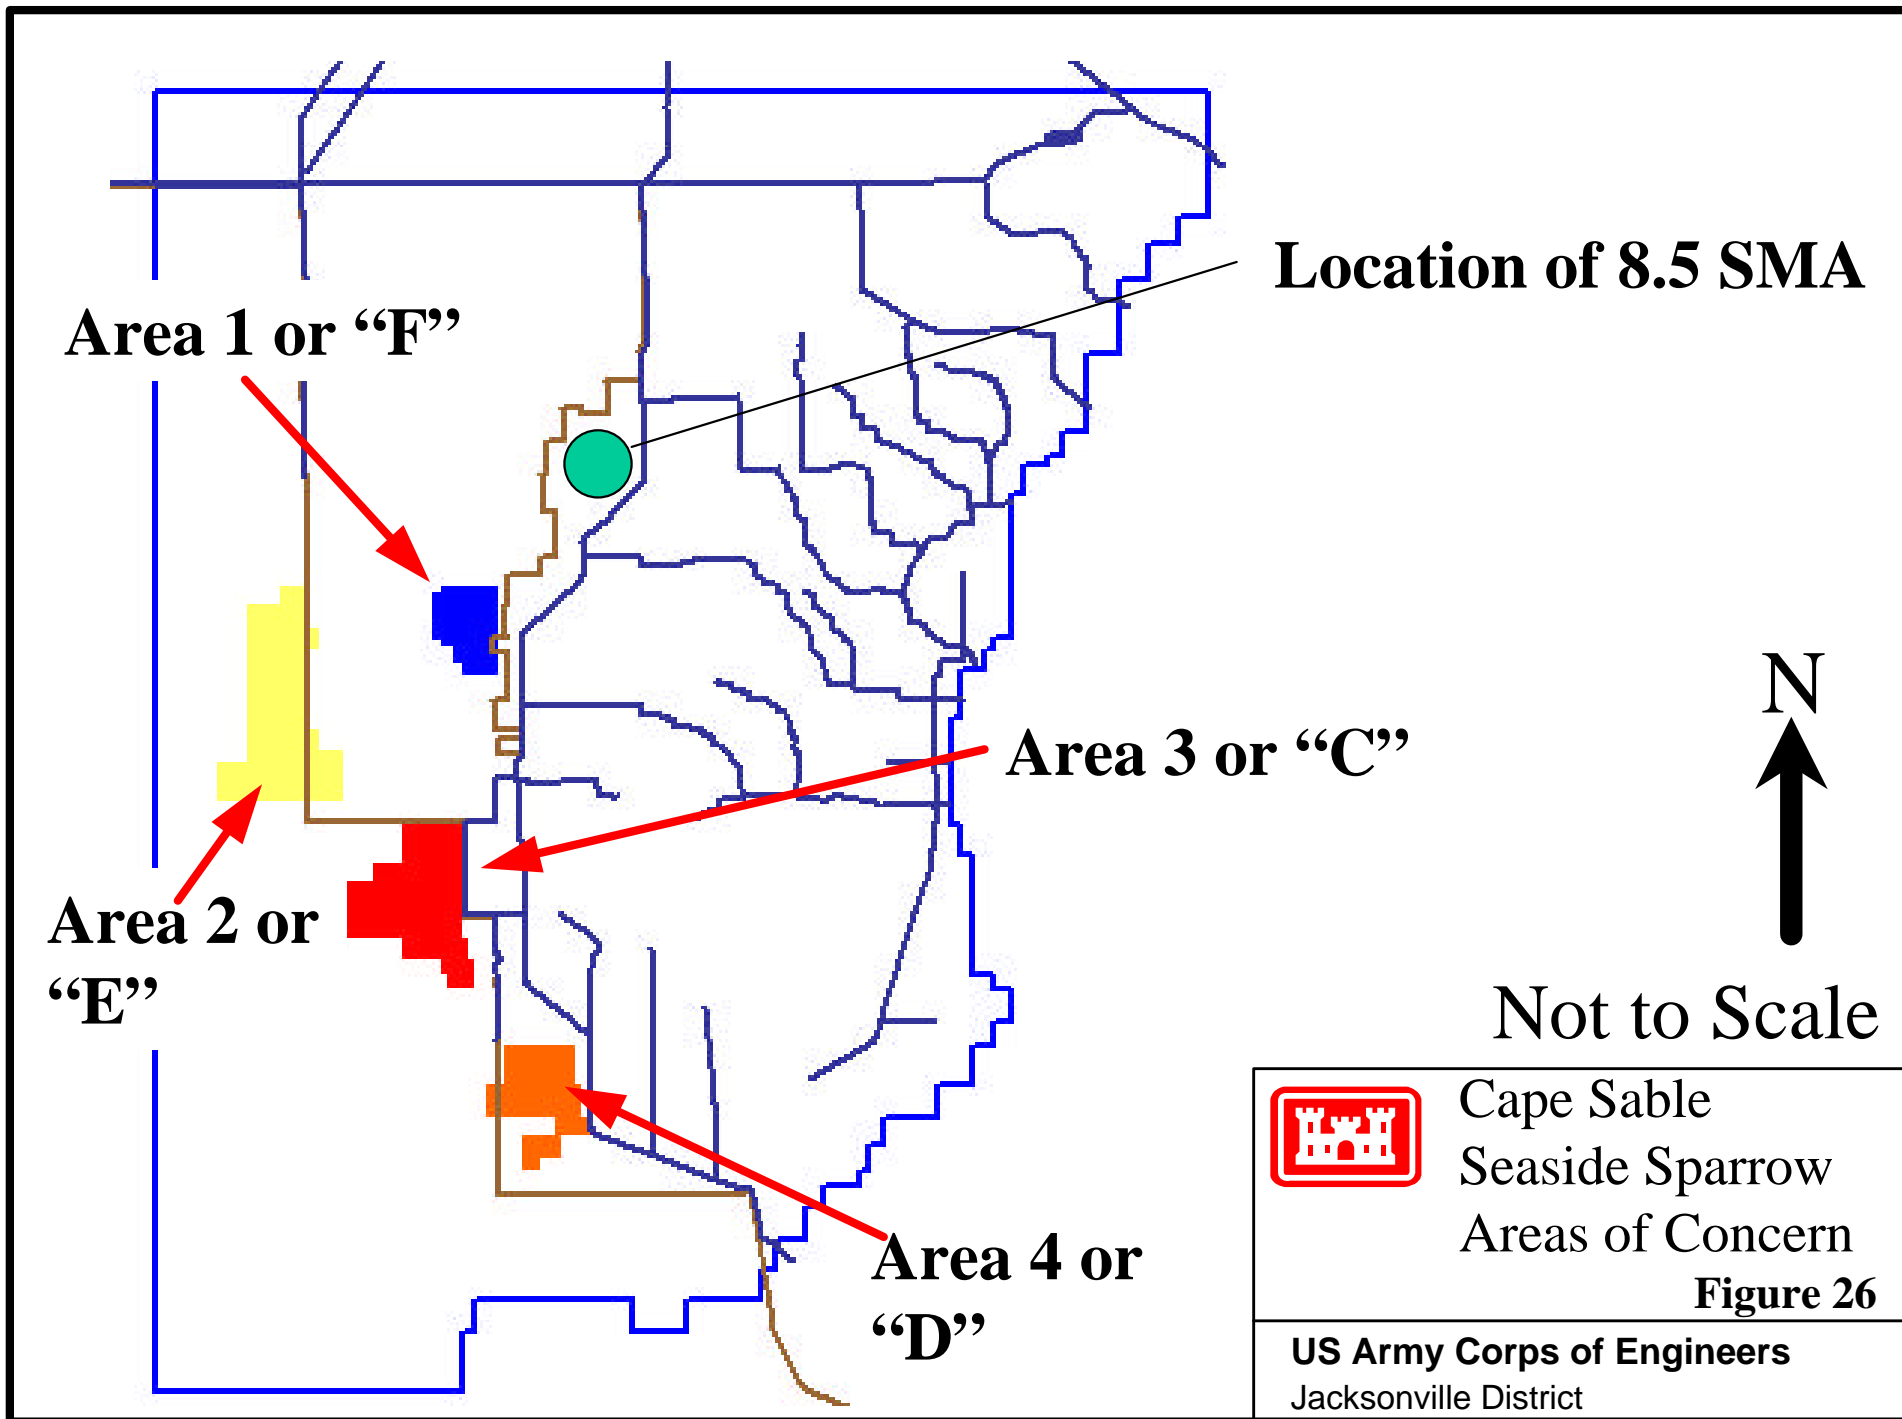 Location of 8.5 SMA
Area 1 or “F”
N
Area 3 or “C”
Area 2 or
“E”
Not to Scale
Area 4 or
“D”
Cape Sable
Seaside Sparrow
Areas of Concern
Figure 26
US Army Corps of Engineers
Jacksonville District